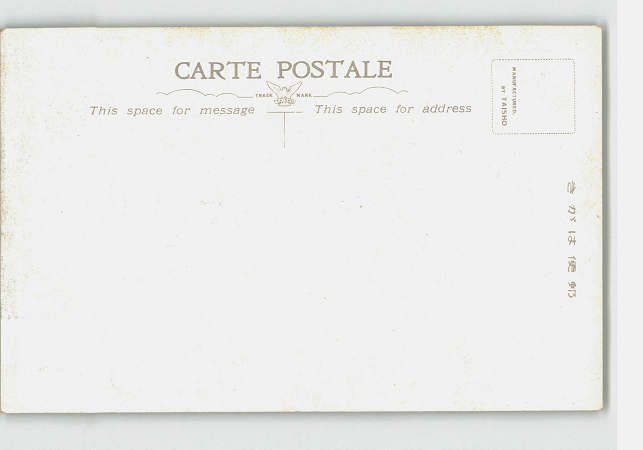 CARTE POSTALE
TRADE MARK
This space for message
This space for address
MANUFACTURED.
BY TAISHO
郵便はがき